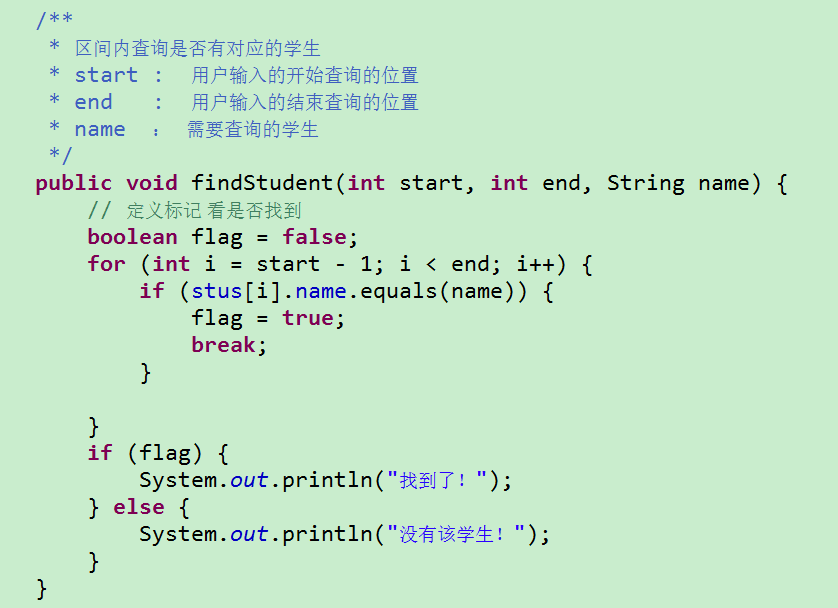 /**
 * 区间内查询是否有对应的学生
 * start :  用户输入的开始查询的位置
 * end   :  用户输入的结束查询的位置
 * name  ： 需要查询的学生
 */
public void findStudent(int start, int end, String name) {
    // 定义标记 看是否找到
    boolean flag = false;
    for (int i = start - 1; i < end; i++) {
        if (stus[i].name.equals(name)) {
            flag = true;
            break;
        }
    }
    if (flag) {
        System.out.println("找到了！");
    } else {
        System.out.println("没有该学生！");
    }
}